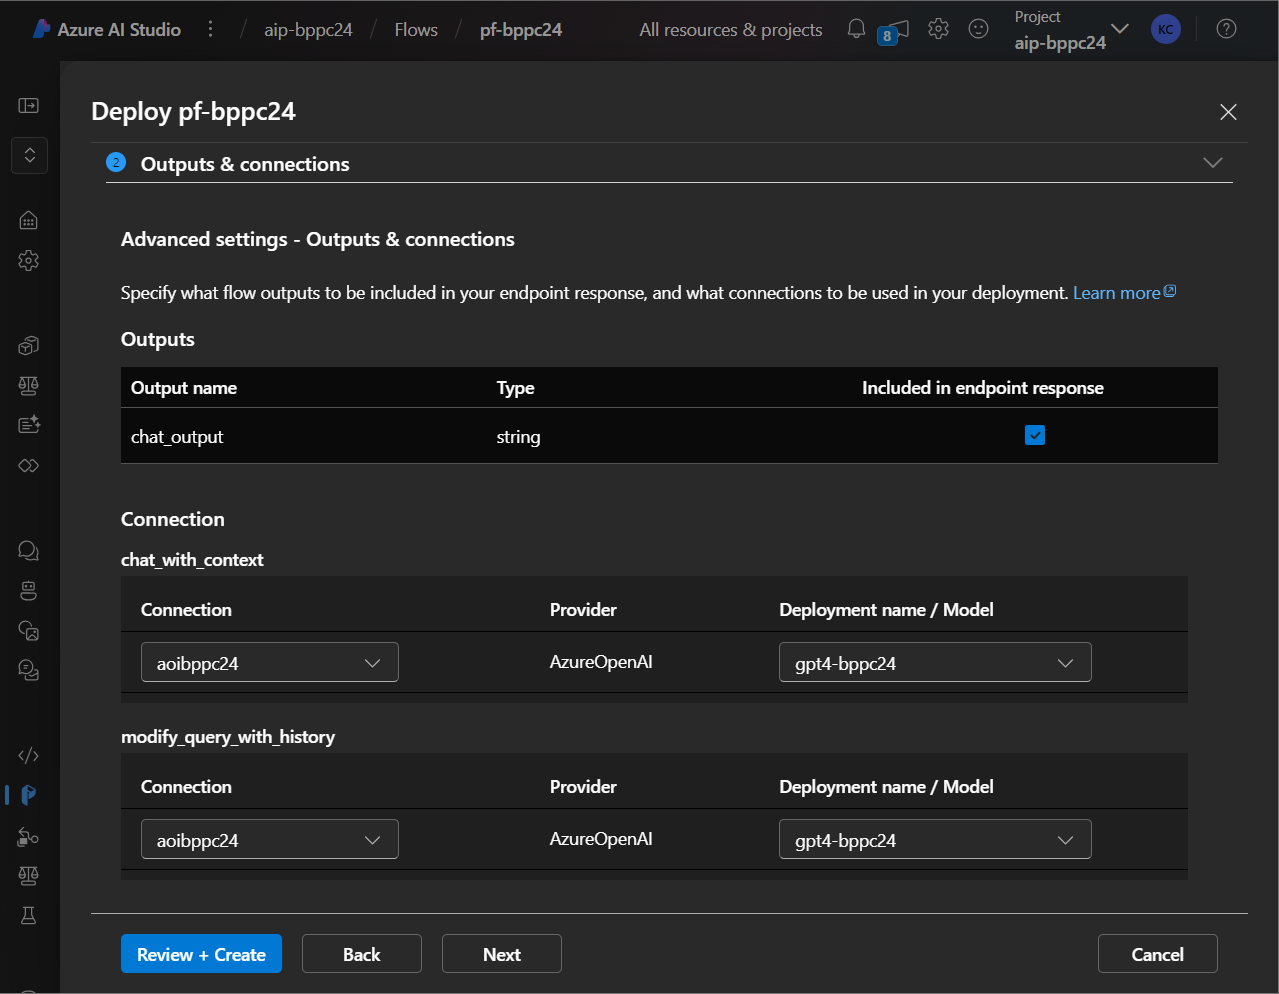 Azure AI Studio / aip-bppc24 / Flows / pf-bppc24 All resources & projects 8 Project aip-bppc24 KC
Deploy pf-bppc24
2 Outputs & connections
Advanced settings - Outputs & connections
Specify what flow outputs to be included in your endpoint response, and what connections to be used in your deployment. Learn more
Outputs
Output name Type Included in endpoint response
chat_output string
Connection
chat_with_context
Connection Provider Deployment name / Model
aoibppc24 AzureOpenAI gpt4-bppc24
modify_query_with_history
Connection Provider Deployment name / Model
aoibppc24 AzureOpenAI gpt4-bppc24
Review + Create Back Next Cancel